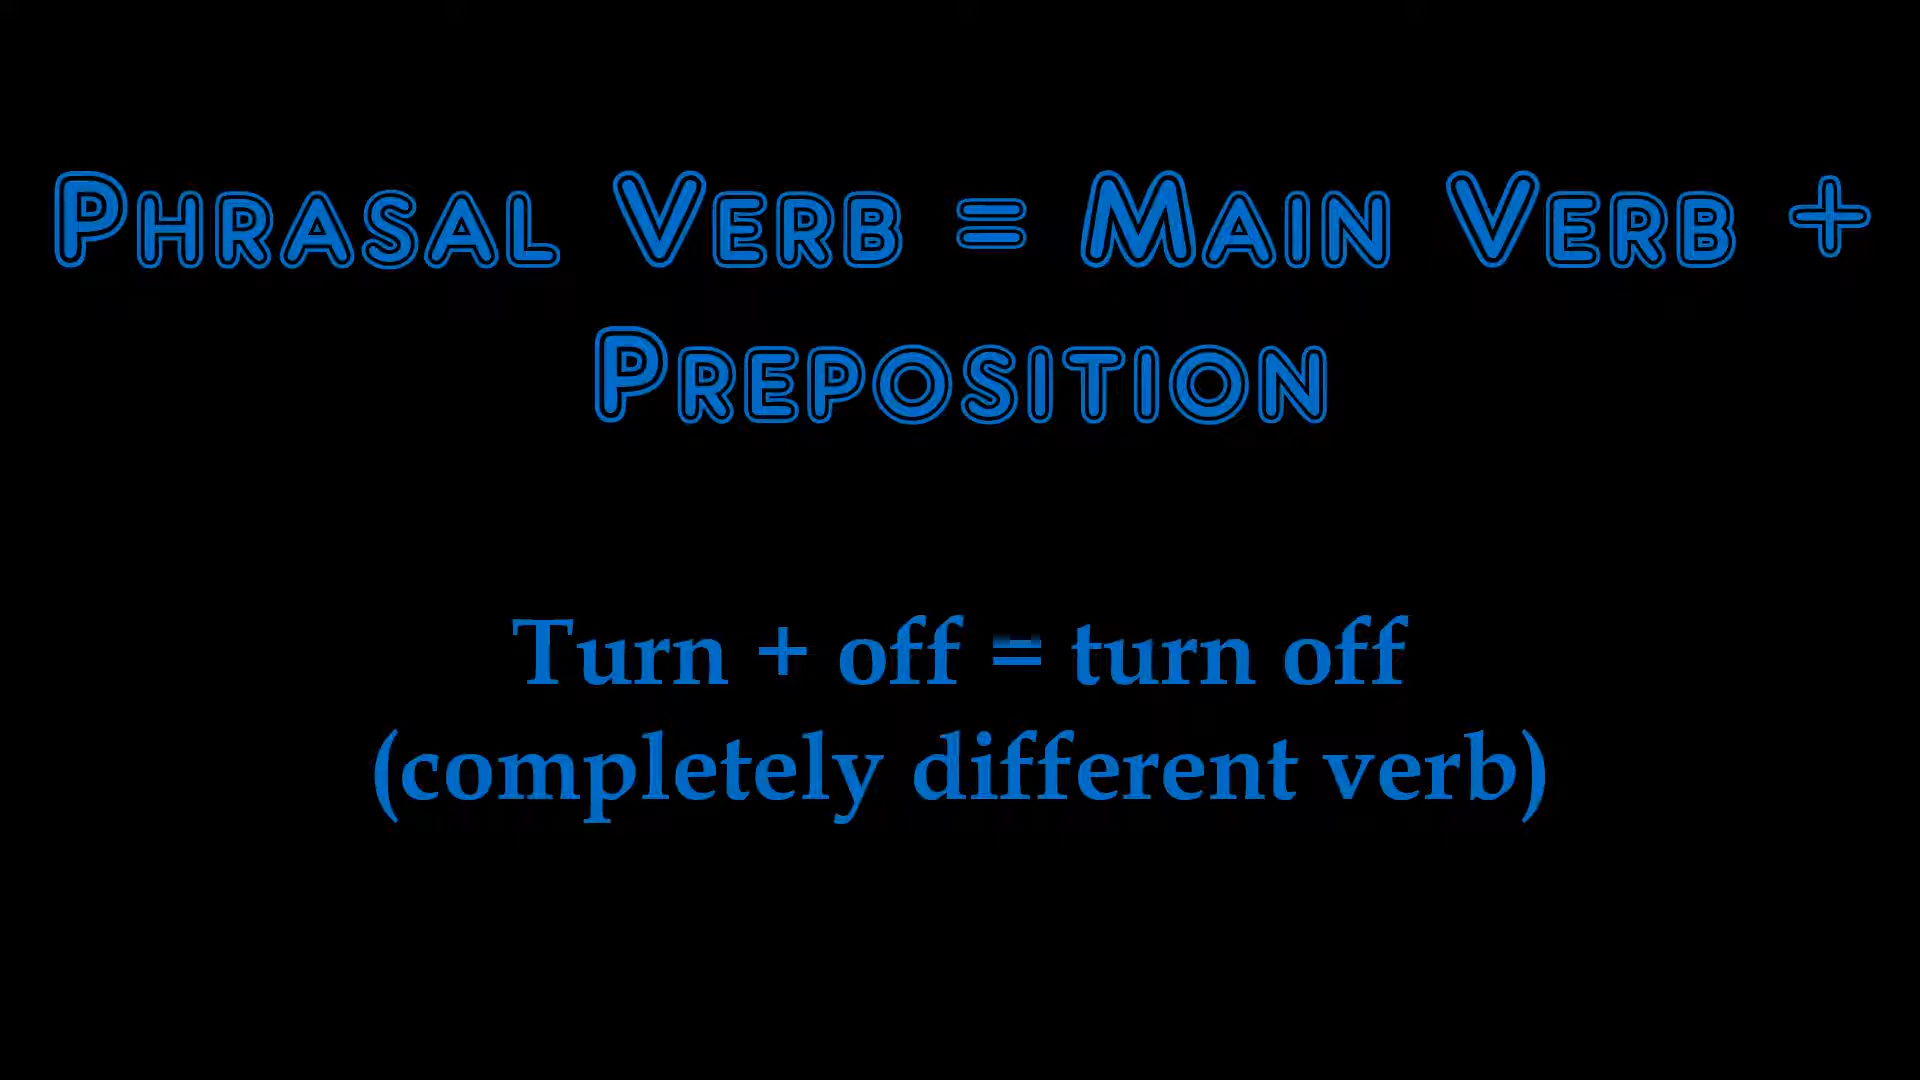 Phrasal Verb = Main Verb +
Preposition
Turn + off = turn off
(completely different verb)